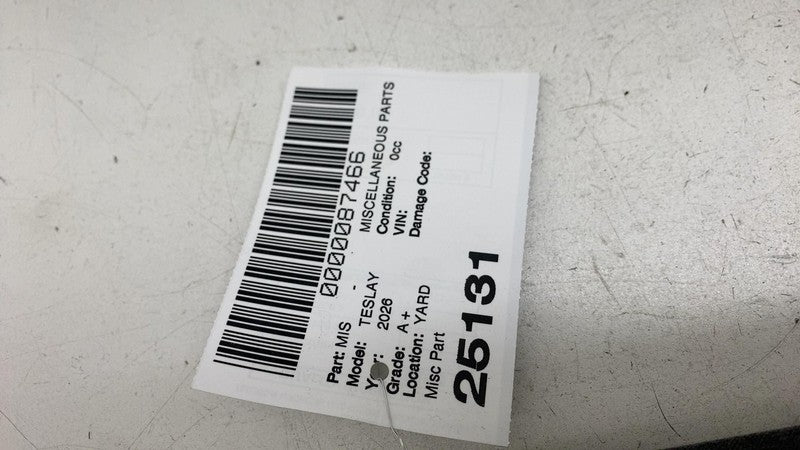 0000087466
Part: MIS - MISCELLANEOUS PARTS
Model: TESLAY Condition: 0cc
Year: 2026 VIN:
Grade: A+ Damage Code:
Location: YARD
Misc Part
25131